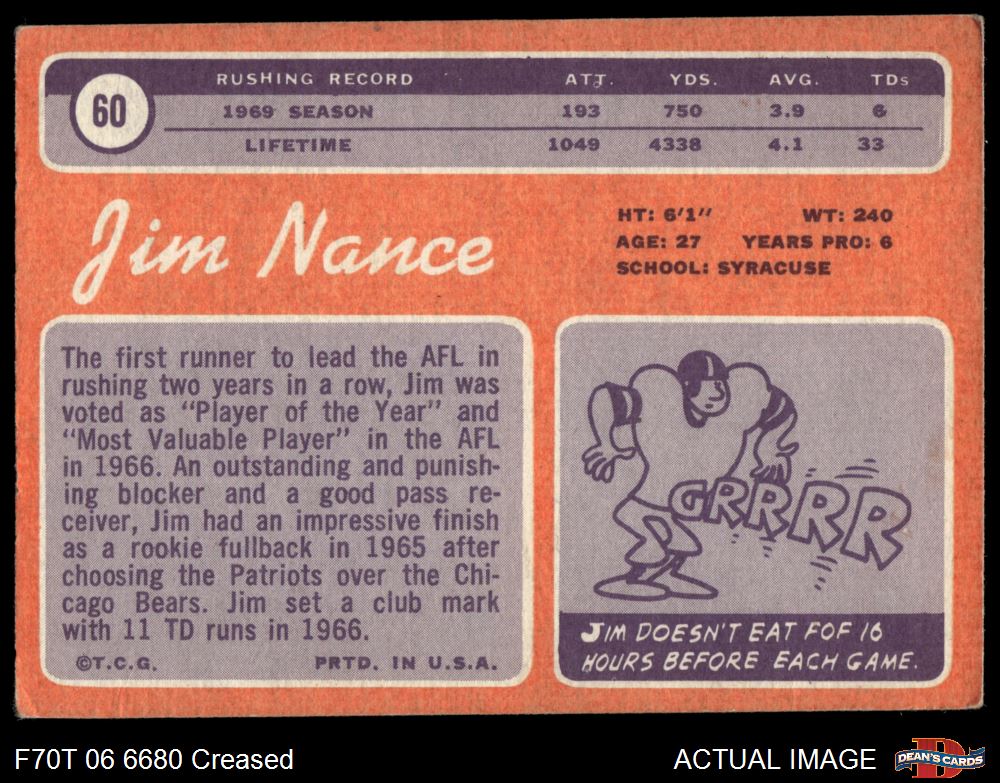 60
RUSHING RECORD ATT. YDS. AVG. TDs
1969 SEASON 193 750 3.9 6
LIFETIME 1049 4338 4.1 33
Jim Nance
HT: 6'1" WT: 240
AGE: 27 YEARS PRO: 6
SCHOOL: SYRACUSE
The first runner to lead the AFL in
rushing two years in a row, Jim was
voted as "Player of the Year" and
"Most Valuable Player" in the AFL
in 1966. An outstanding and punish-
ing blocker and a good pass re-
ceiver, Jim had an impressive finish
as a rookie fullback in 1965 after
choosing the Patriots over the Chi-
cago Bears. Jim set a club mark
with 11 TD runs in 1966.
©T.C.G. PRTD. IN U.S.A.
GRRRR
JIM DOESN'T EAT FOF 16
HOURS BEFORE EACH GAME.
F70T 06 6680 Creased
ACTUAL IMAGE
D
DEAN'S CARDS